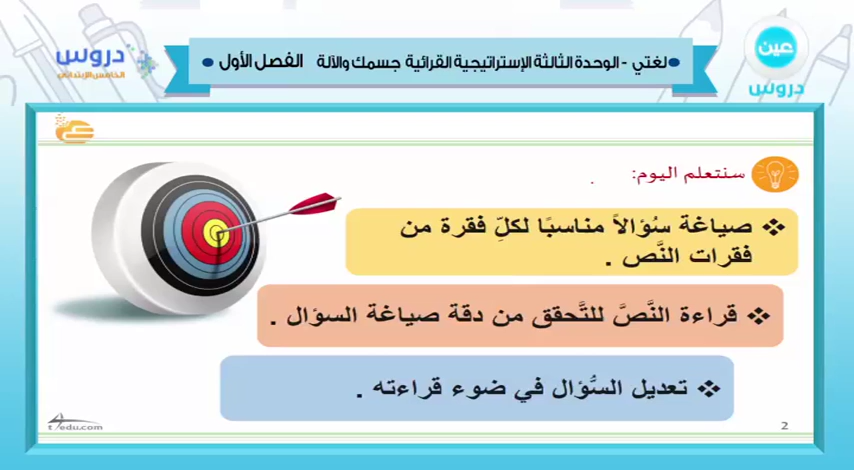 عين
دروس
لغتي - الوحدة الثالثة الإستراتيجية القرائية جسمك والآلة الفصل الأول
دروس
الخامس الإبتدائي
سنتعلم اليوم:
صياغة سُؤالاً مناسبًا لكلِّ فقرة من
فقرات النَّص .
قراءة النَّصَّ للتَّحقق من دقة صياغة السؤال .
تعديل السُّؤال في ضوء قراءته .
t4edu.com
2